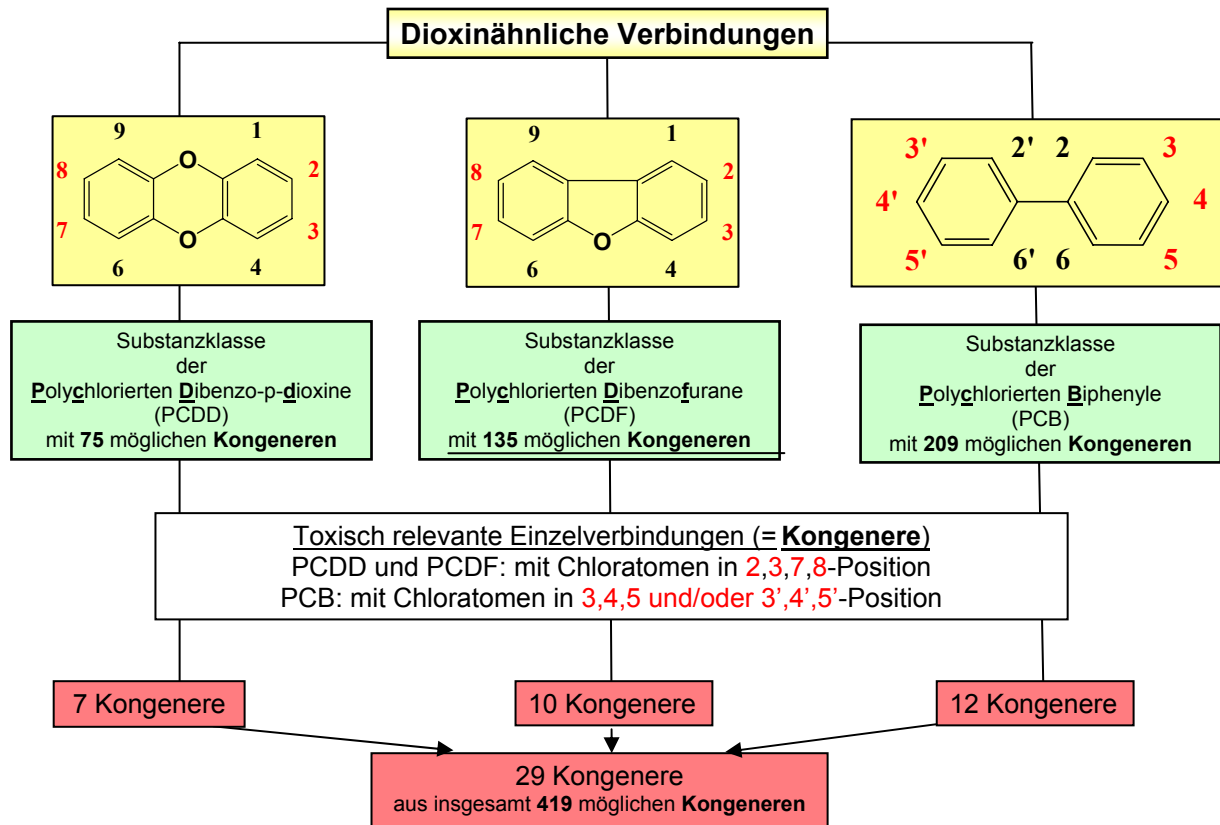 Dioxinähnliche Verbindungen
9 1
8 O 2
7 O 3
6 4
9 1
8 2
7 O 3
6 4
3' 2' 2 3
4' 4
5' 6' 6 5
Substanzklasse
der
Polychlorierten Dibenzo-p-dioxine
(PCDD)
mit 75 möglichen Kongeneren
Substanzklasse
der
Polychlorierten Dibenzofurane
(PCDF)
mit 135 möglichen Kongeneren
Substanzklasse
der
Polychlorierten Biphenyle
(PCB)
mit 209 möglichen Kongeneren
Toxisch relevante Einzelverbindungen (= Kongenere)
PCDD und PCDF: mit Chloratomen in 2,3,7,8-Position
PCB: mit Chloratomen in 3,4,5 und/oder 3’,4’,5’-Position
7 Kongenere
10 Kongenere
12 Kongenere
29 Kongenere
aus insgesamt 419 möglichen Kongeneren